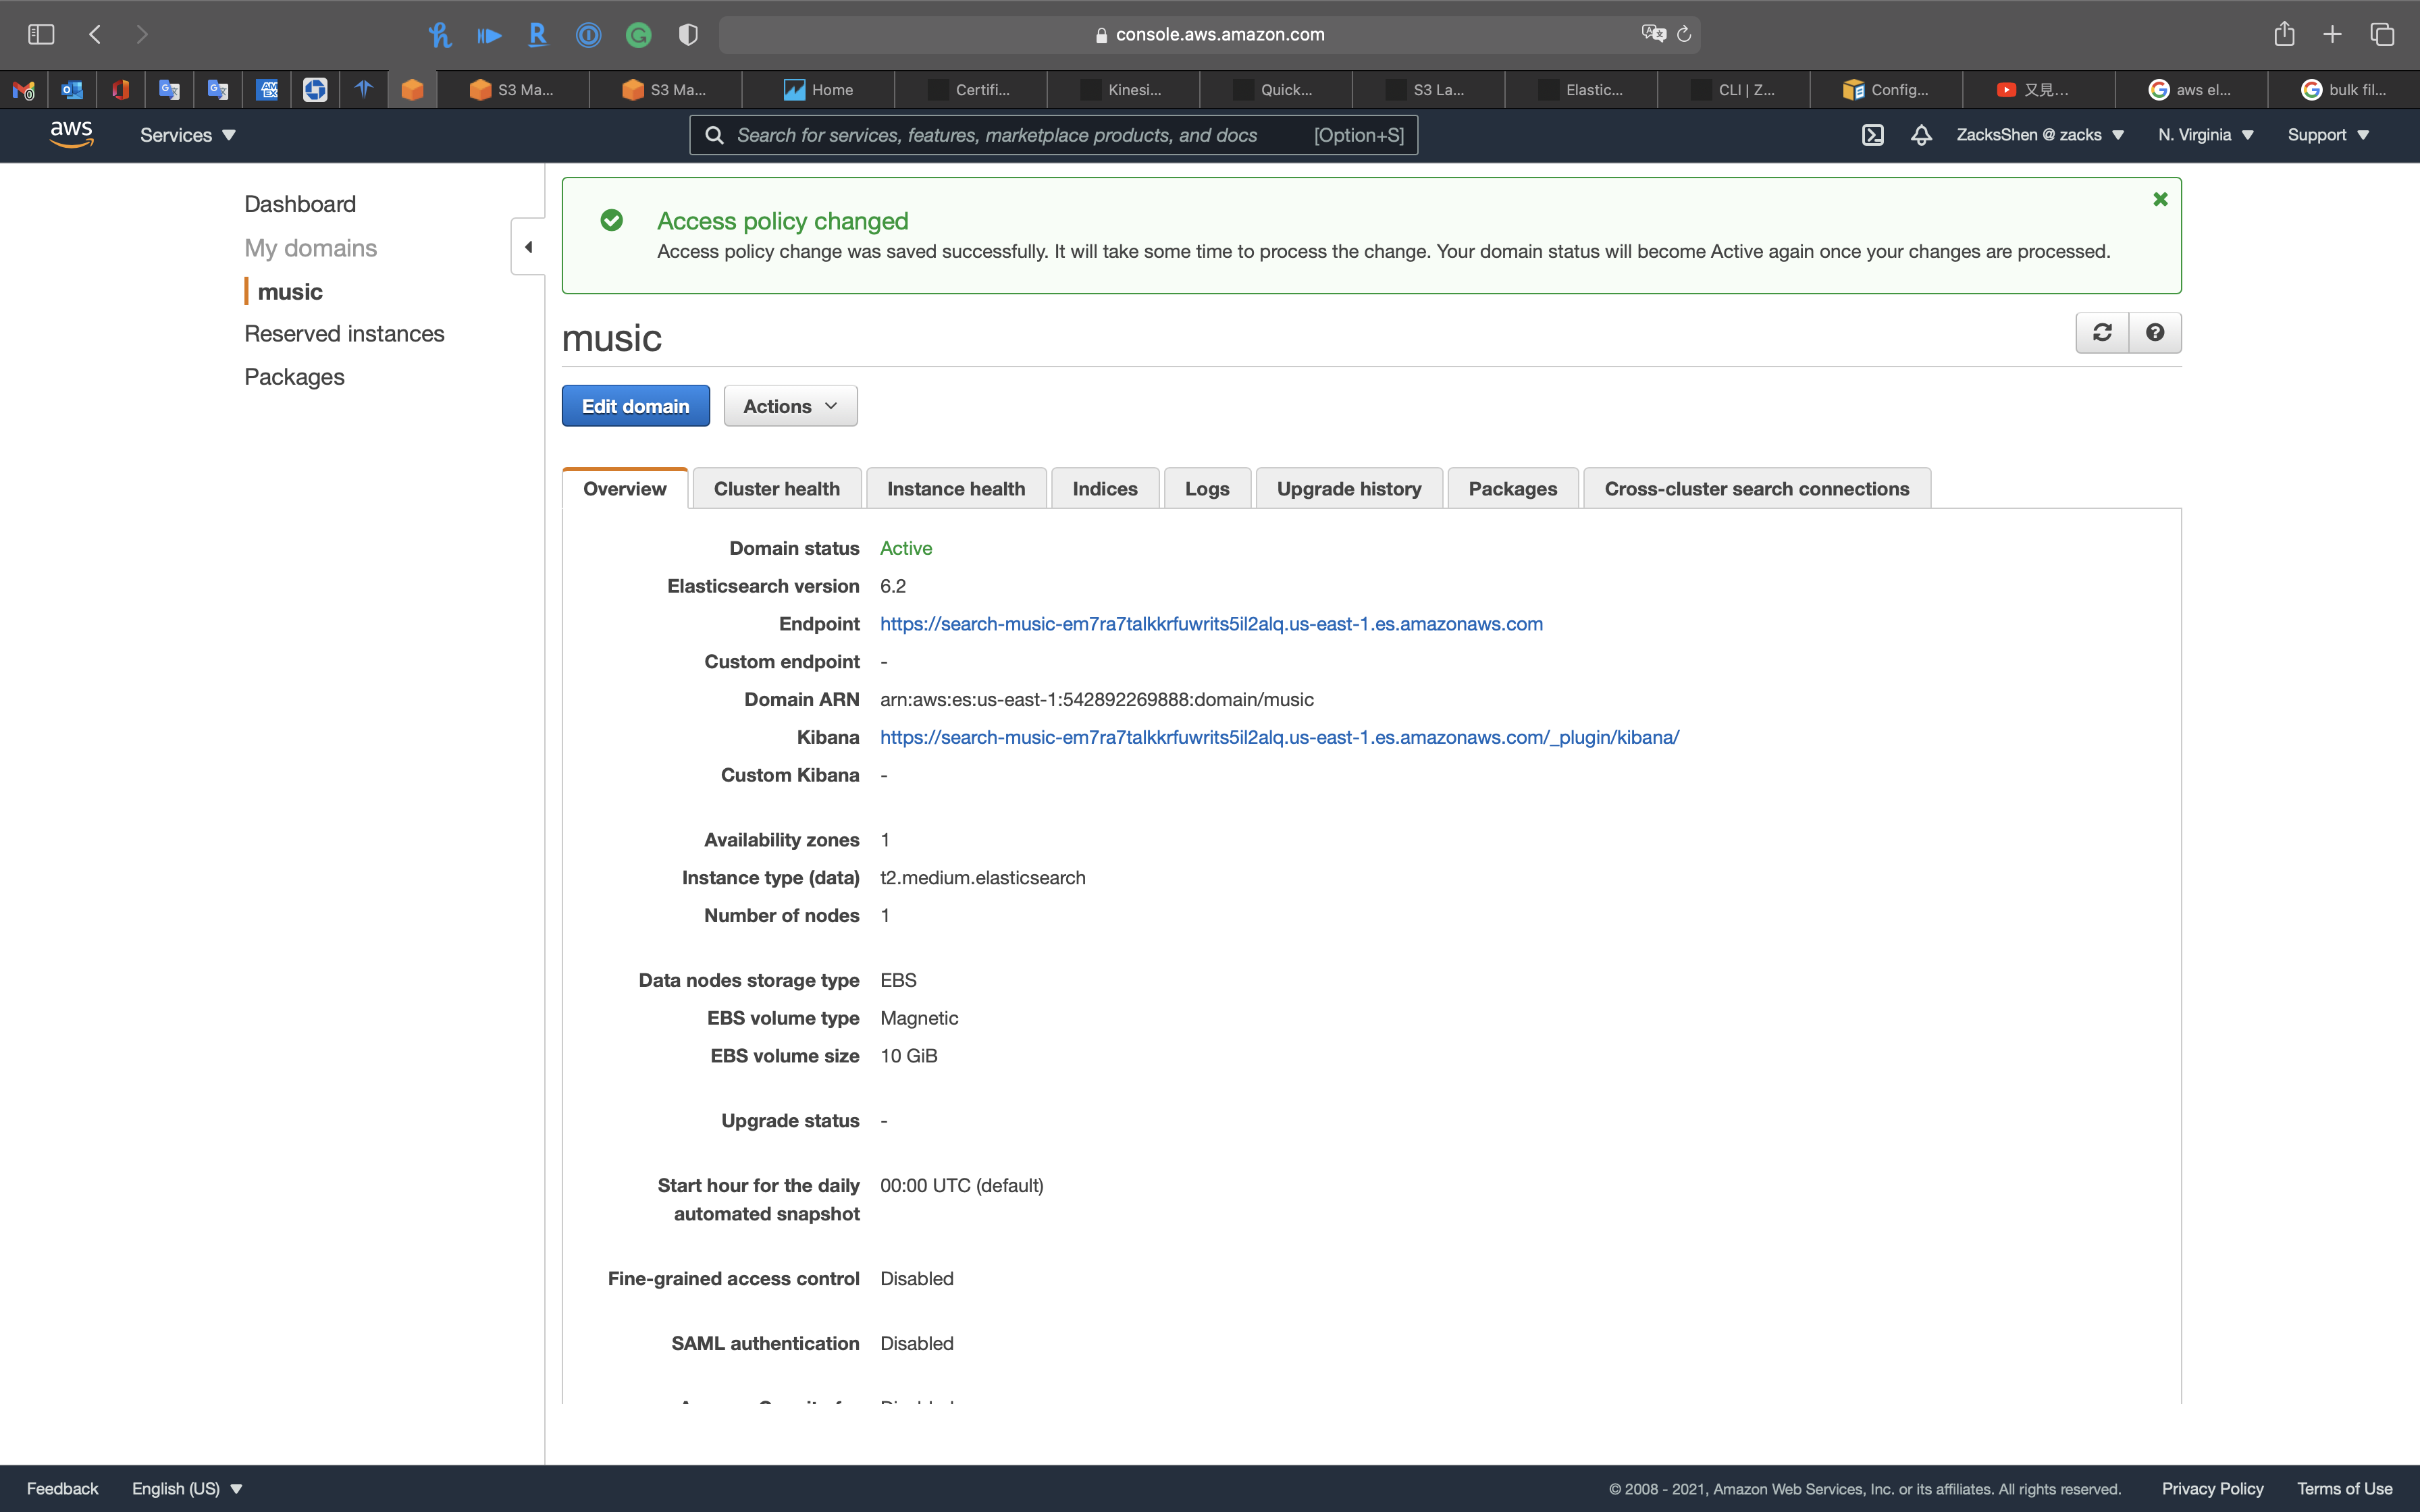 console.aws.amazon.com
S3 Ma...
S3 Ma...
Home
Certifi...
Kinesi...
Quick...
S3 La...
Elastic...
CLI | Z...
Config...
又見...
aws el...
bulk fil...
aws
Services
Search for services, features, marketplace products, and docs [Option+S]
ZacksShen @ zacks
N. Virginia
Support
Dashboard
My domains
music
Reserved instances
Packages
Access policy changed
Access policy change was saved successfully. It will take some time to process the change. Your domain status will become Active again once your changes are processed.
music
Edit domain
Actions
Overview
Cluster health
Instance health
Indices
Logs
Upgrade history
Packages
Cross-cluster search connections
Domain status Active
Elasticsearch version 6.2
Endpoint https://search-music-em7ra7talkkrfuwrits5il2alq.us-east-1.es.amazonaws.com
Custom endpoint -
Domain ARN arn:aws:es:us-east-1:542892269888:domain/music
Kibana https://search-music-em7ra7talkkrfuwrits5il2alq.us-east-1.es.amazonaws.com/_plugin/kibana/
Custom Kibana -
Availability zones 1
Instance type (data) t2.medium.elasticsearch
Number of nodes 1
Data nodes storage type EBS
EBS volume type Magnetic
EBS volume size 10 GiB
Upgrade status -
Start hour for the daily 00:00 UTC (default)
automated snapshot
Fine-grained access control Disabled
SAML authentication Disabled
Feedback
English (US)
© 2008 - 2021, Amazon Web Services, Inc. or its affiliates. All rights reserved.
Privacy Policy
Terms of Use